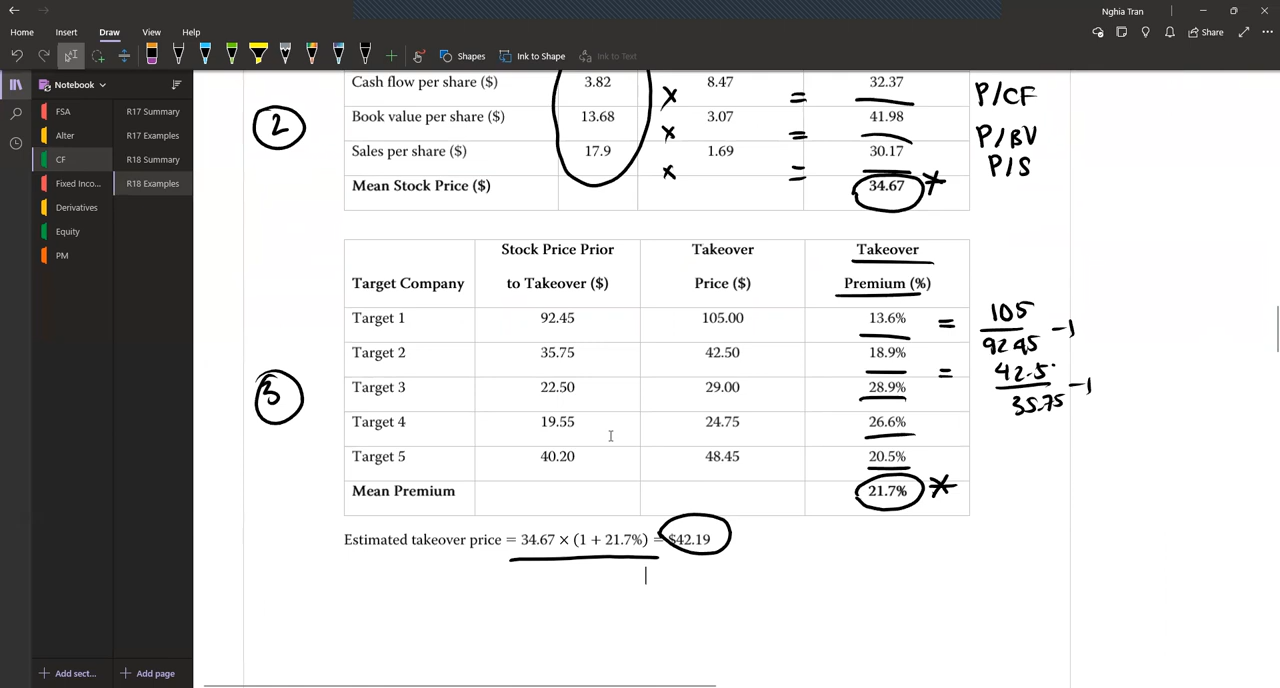 Nghia Tran
Home Insert Draw View Help
Shapes Ink to Shape Ink to Text Share
Notebook
FSA
Alter
CF
Fixed Inco...
Derivatives
Equity
PM
R17 Summary
R17 Examples
R18 Summary
R18 Examples
Add sect...
Add page
Cash flow per share ($) 3.82 × 8.47 = 32.37 P/CF
2
Book value per share ($) 13.68 × 3.07 = 41.98 P/BV
Sales per share ($) 17.9 × 1.69 = 30.17 P/S
Mean Stock Price ($) 34.67 *
Stock Price Prior Takeover Takeover
Target Company to Takeover ($) Price ($) Premium (%)
Target 1 92.45 105.00 13.6% = 105 / 92.45 -1
Target 2 35.75 42.50 18.9% = 42.5 / 35.75 -1
3
Target 3 22.50 29.00 28.9%
Target 4 19.55 24.75 26.6%
Target 5 40.20 48.45 20.5%
Mean Premium 21.7% *
Estimated takeover price = 34.67 × (1 + 21.7%) = $42.19